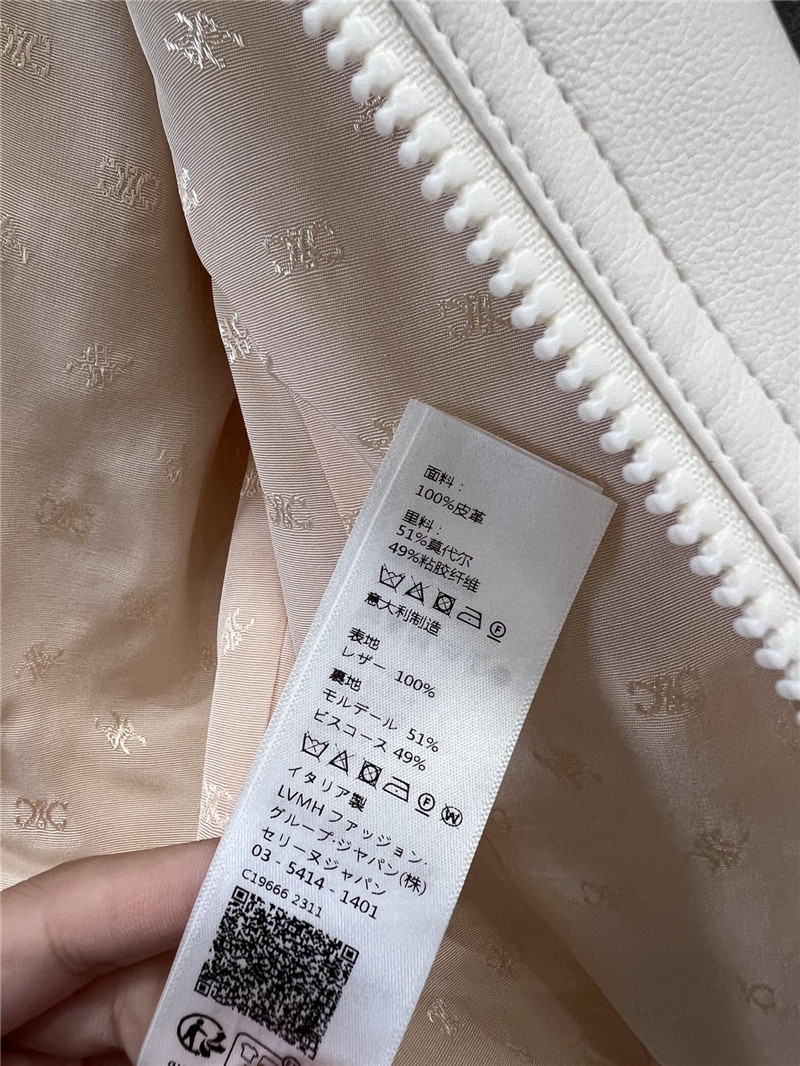 面料：
100%皮革
里料：
51%莫代尔
49%粘胶纤维
F
意大利制造
表地
レザー 100%
裏地
モルデール 51%
ビスコース 49%
F W
イタリア製
LVMH ファッション・
グループ・ジャパン(株)
セリーヌジャパン
03 - 5414 - 1401
C19666 2311